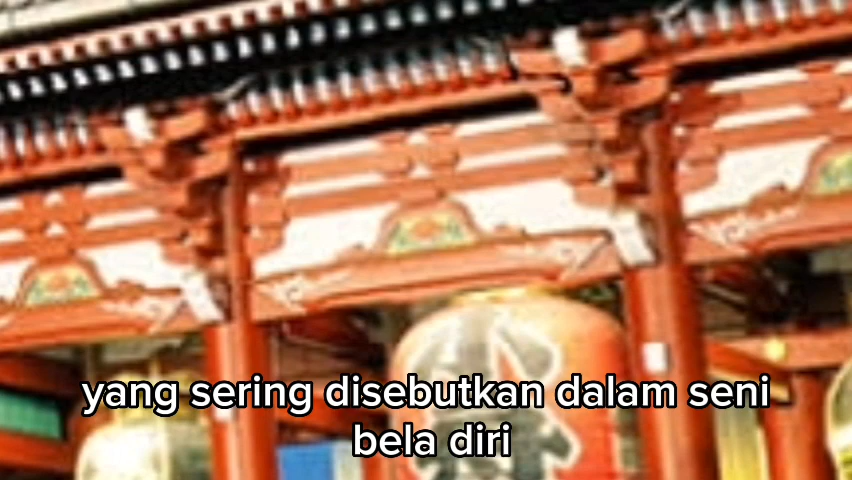 yang sering disebutkan dalam seni
bela diri